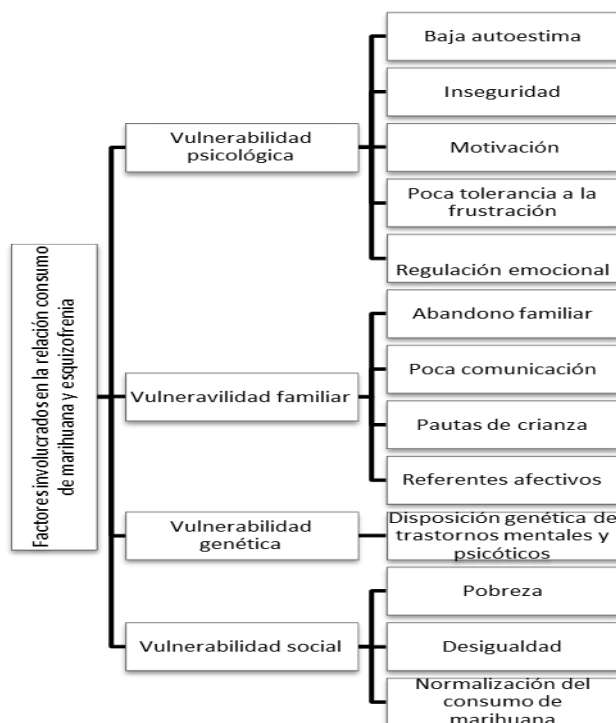 Factores involucrados en la relación consumo
de marihuana y esquizofrenia
Vulnerabilidad
psicológica
Baja autoestima
Inseguridad
Motivación
Poca tolerancia a la
frustración
Regulación emocional
Vulneravilidad familiar
Abandono familiar
Poca comunicación
Pautas de crianza
Referentes afectivos
Vulnerabilidad
genética
Disposición genética de
trastornos mentales y
psicóticos
Vulnerabilidad social
Pobreza
Desigualdad
Normalización del
consumo de
marihuana